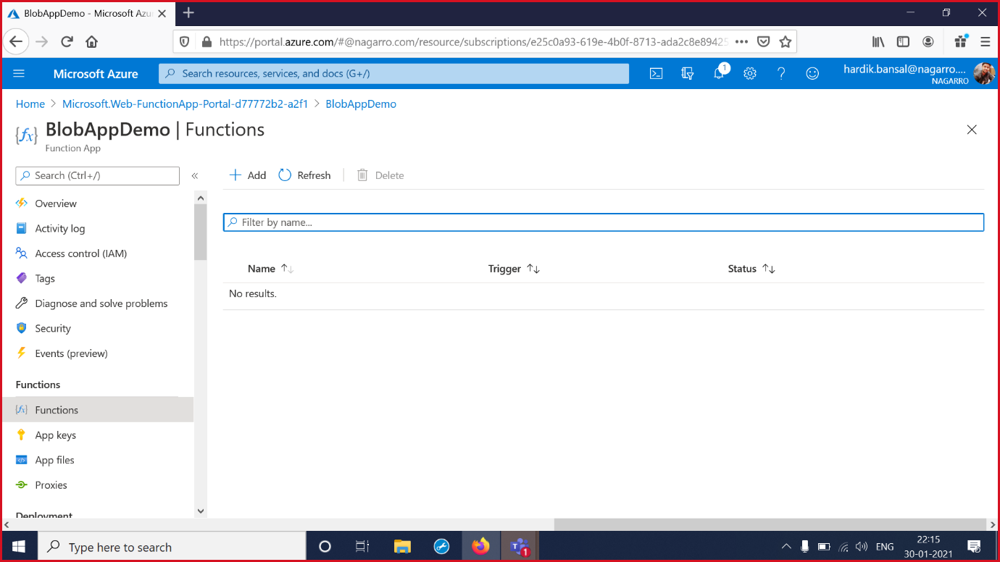 BlobAppDemo - Microsoft Azu
https://portal.azure.com/#@nagarro.com/resource/subscriptions/e25c0a93-619e-4b0f-8713-ada2c8e89425
Microsoft Azure
Search resources, services, and docs (G+/)
1
hardik.bansal@nagarro....
NAGARRO
Home > Microsoft.Web-FunctionApp-Portal-d77772b2-a2f1 > BlobAppDemo
BlobAppDemo | Functions
Function App
Search (Ctrl+/)
Add
Refresh
Delete
Overview
Activity log
Access control (IAM)
Tags
Diagnose and solve problems
Security
Events (preview)
Functions
Functions
App keys
App files
Proxies
Deployment
Filter by name...
Name
Trigger
Status
No results.
Type here to search
1
ENG
22:15
30-01-2021